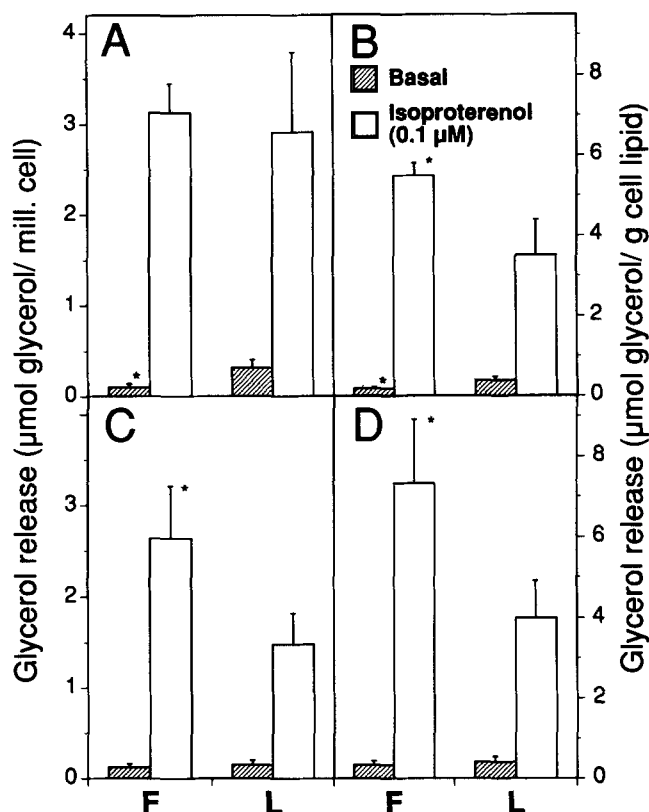 Glycerol release (µmol glycerol/ mill. cell)
A
4
3
2
1
0
*
B
Basal
Isoproterenol
(0.1 µM)
*
*
8
6
4
2
0
C
3
2
1
0
*
F
L
D
*
8
6
4
2
0
F
L
Glycerol release (µmol glycerol/ g cell lipid)